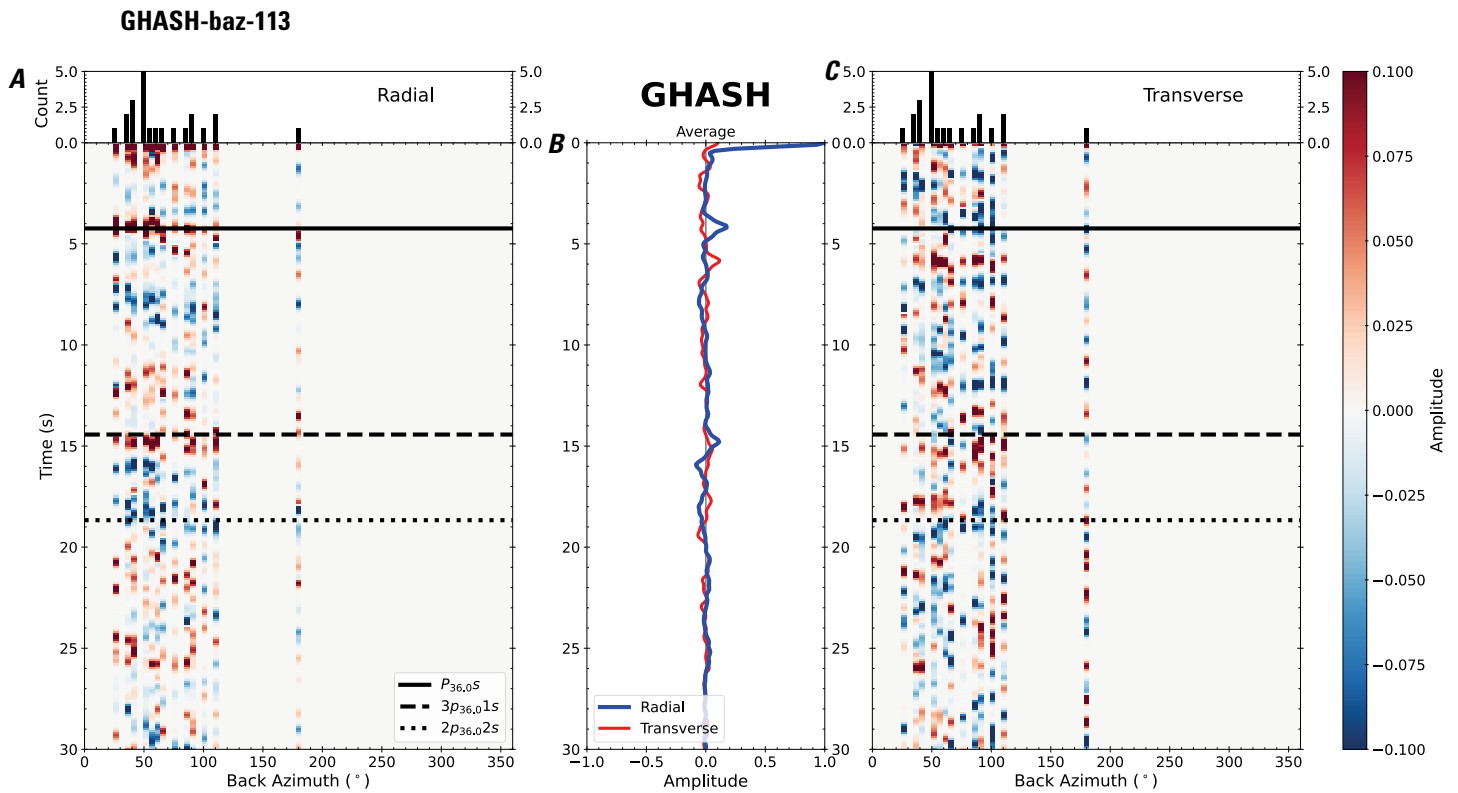 GHASH-baz-113
A
Count
5.0
2.5
0.0
Radial
5.0
2.5
0.0
Time (s)
0
5
10
15
20
25
30
P36.0s
3p36.01s
2p36.02s
0 50 100 150 200 250 300 350
Back Azimuth (°)
GHASH
Average
B
0
5
10
15
20
25
30
Radial
Transverse
−1.0 −0.5 0.0 0.5 1.0
Amplitude
C
5.0
2.5
0.0
Transverse
5.0
2.5
0.0
0
5
10
15
20
25
30
0 50 100 150 200 250 300 350
Back Azimuth (°)
0.100
0.075
0.050
0.025
0.000
−0.025
−0.050
−0.075
−0.100
Amplitude